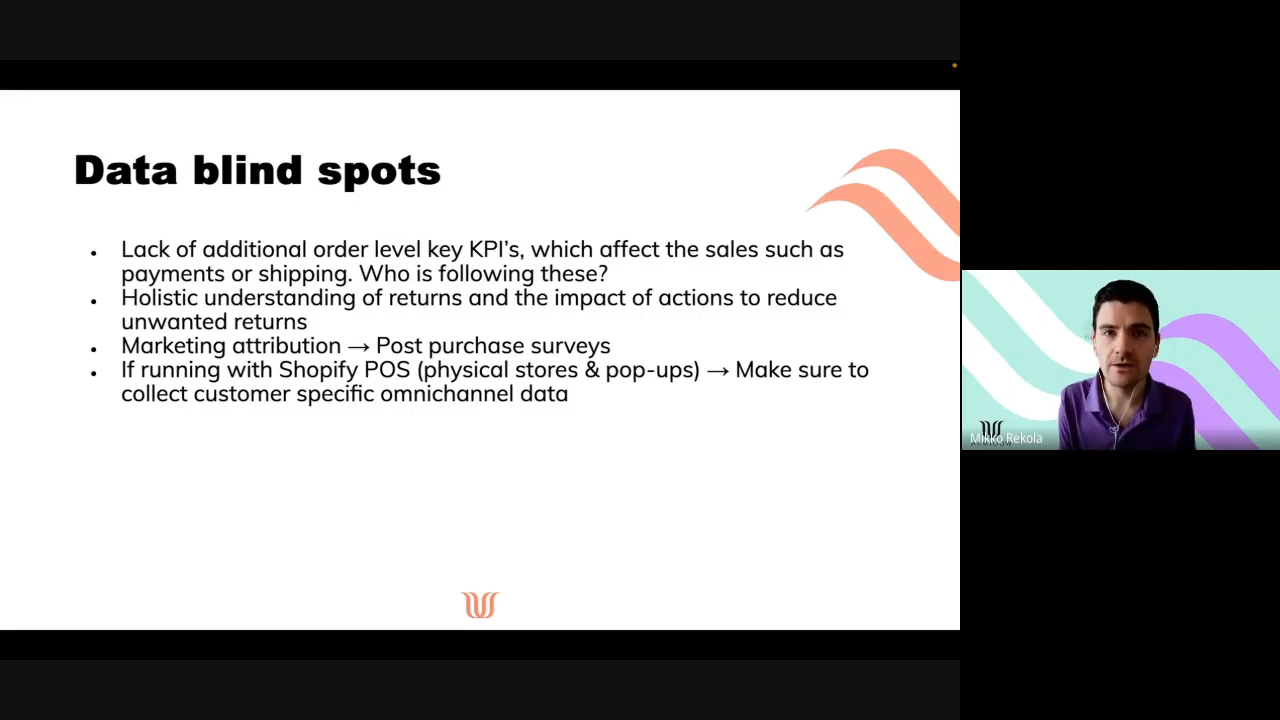 Data blind spots
• Lack of additional order level key KPI’s, which affect the sales such as
payments or shipping. Who is following these?
• Holistic understanding of returns and the impact of actions to reduce
unwanted returns
• Marketing attribution → Post purchase surveys
• If running with Shopify POS (physical stores & pop-ups) → Make sure to
collect customer specific omnichannel data
Mikko Rekola